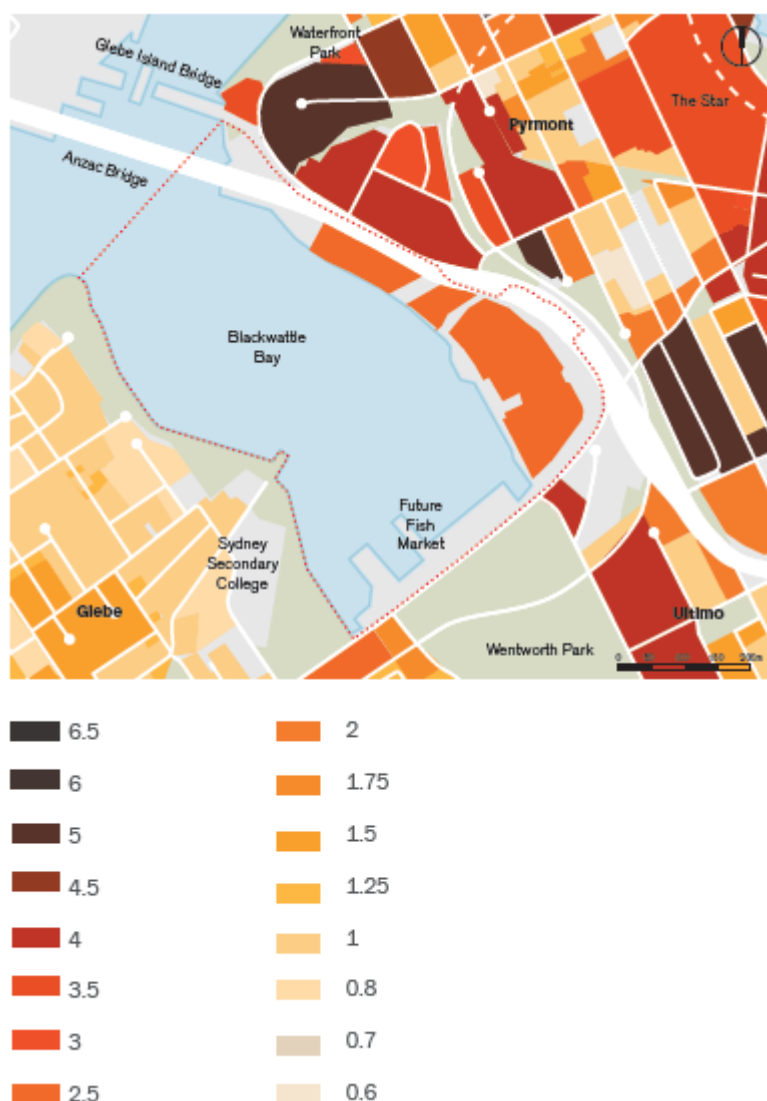 Glebe Island Bridge
Waterfront
Park
The Star
Pyrmont
Anzac Bridge
Blackwattle
Bay
Future
Fish
Market
Sydney
Secondary
College
Glebe
Ultimo
Wentworth Park
0
6.5
6
5
4.5
4
3.5
3
2.5
2
1.75
1.5
1.25
1
0.8
0.7
0.6